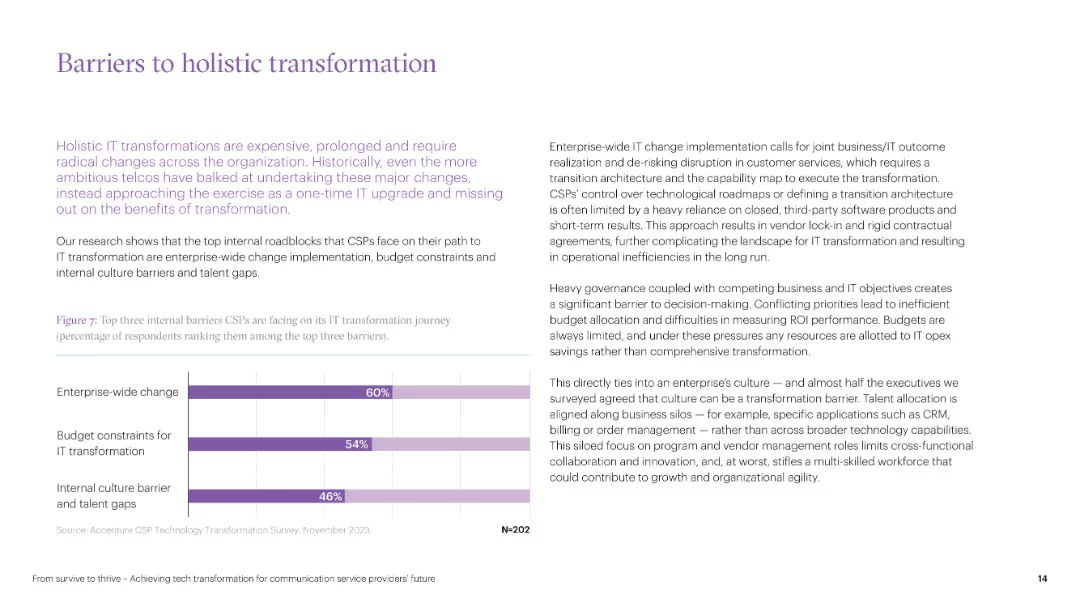 Barriers to holistic transformation
Holistic IT transformations are expensive, prolonged and require
radical changes across the organization. Historically, even the more
ambitious telcos have balked at undertaking these major changes,
instead approaching the exercise as a one-time IT upgrade and missing
out on the benefits of transformation.
Our research shows that the top internal roadblocks that CSPs face on their path to
IT transformation are enterprise-wide change implementation, budget constraints and
internal culture barriers and talent gaps.
Figure 7: Top three internal barriers CSPs are facing on its IT transformation journey
(percentage of respondents ranking them among the top three barriers).
Enterprise-wide change
60%
Budget constraints for
IT transformation
54%
Internal culture barrier
and talent gaps
46%
Source: Accenture CSP Technology Transformation Survey. November 2023.
N=202
Enterprise-wide IT change implementation calls for joint business/IT outcome
realization and de-risking disruption in customer services, which requires a
transition architecture and the capability map to execute the transformation.
CSPs' control over technological roadmaps or defining a transition architecture
is often limited by a heavy reliance on closed, third-party software products and
short-term results. This approach results in vendor lock-in and rigid contractual
agreements, further complicating the landscape for IT transformation and resulting
in operational inefficiencies in the long run.
Heavy governance coupled with competing business and IT objectives creates
a significant barrier to decision-making. Conflicting priorities lead to inefficient
budget allocation and difficulties in measuring ROI performance. Budgets are
always limited, and under these pressures any resources are allotted to IT opex
savings rather than comprehensive transformation.
This directly ties into an enterprise's culture — and almost half the executives we
surveyed agreed that culture can be a transformation barrier. Talent allocation is
aligned along business silos — for example, specific applications such as CRM,
billing or order management — rather than across broader technology capabilities.
This siloed focus on program and vendor management roles limits cross-functional
collaboration and innovation, and, at worst, stifles a multi-skilled workforce that
could contribute to growth and organizational agility.
From survive to thrive – Achieving tech transformation for communication service providers' future
14